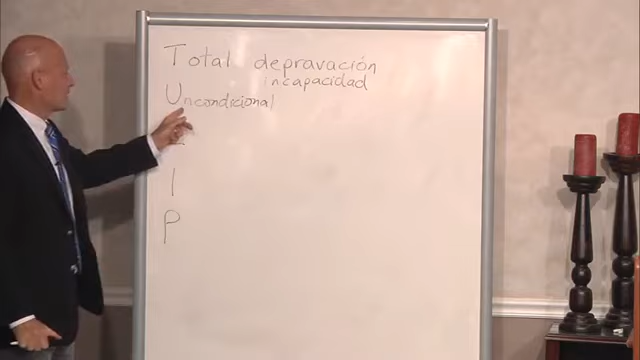 Total depravación
incapacidad
Uncondicional
I
P